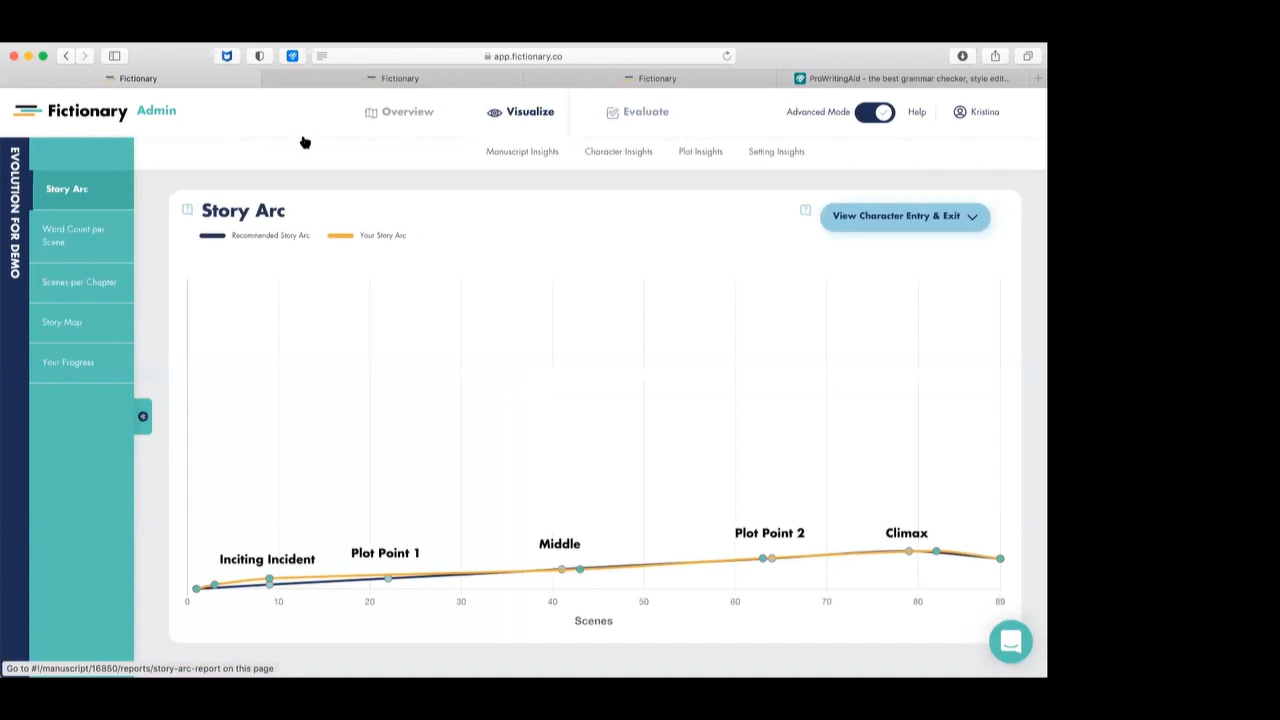 app.fictionary.co
Fictionary
Fictionary
Fictionary
ProWritingAid - the best grammar checker, style edit...
Fictionary Admin
Overview
Visualize
Evaluate
Advanced Mode
Help
Kristina
Manuscript Insights
Character Insights
Plot Insights
Setting Insights
EVOLUTION FOR DEMO
Story Arc
Word Count per
Scene
Scenes per Chapter
Story Map
Your Progress
Story Arc
View Character Entry & Exit
Recommended Story Arc
Your Story Arc
Inciting Incident
Plot Point 1
Middle
Plot Point 2
Climax
0 10 20 30 40 50 60 70 80 89
Scenes
Go to #!/manuscript/16850/reports/story-arc-report on this page